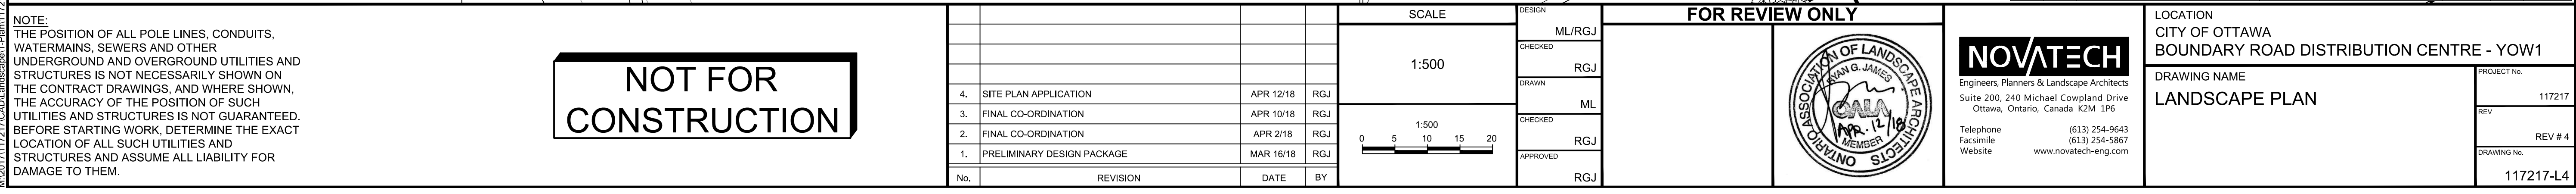 NOTE:
THE POSITION OF ALL POLE LINES, CONDUITS,
WATERMAINS, SEWERS AND OTHER
UNDERGROUND AND OVERGROUND UTILITIES AND
STRUCTURES IS NOT NECESSARILY SHOWN ON
THE CONTRACT DRAWINGS, AND WHERE SHOWN,
THE ACCURACY OF THE POSITION OF SUCH
UTILITIES AND STRUCTURES IS NOT GUARANTEED.
BEFORE STARTING WORK, DETERMINE THE EXACT
LOCATION OF ALL SUCH UTILITIES AND
STRUCTURES AND ASSUME ALL LIABILITY FOR
DAMAGE TO THEM.
NOT FOR
CONSTRUCTION
4. SITE PLAN APPLICATION APR 12/18 RGJ
3. FINAL CO-ORDINATION APR 10/18 RGJ
2. FINAL CO-ORDINATION APR 2/18 RGJ
1. PRELIMINARY DESIGN PACKAGE MAR 16/18 RGJ
No. REVISION DATE BY
SCALE
1:500
1:500
0 5 10 15 20
DESIGN
ML/RGJ
CHECKED
RGJ
DRAWN
ML
CHECKED
RGJ
APPROVED
RGJ
FOR REVIEW ONLY
ONTARIO ASSOCIATION OF LANDSCAPE ARCHITECTS
RYAN G. JAMES
OALA
APR. 12/18
MEMBER
NOVATECH
Engineers, Planners & Landscape Architects
Suite 200, 240 Michael Cowpland Drive
Ottawa, Ontario, Canada K2M 1P6
Telephone (613) 254-9643
Facsimile (613) 254-5867
Website www.novatech-eng.com
LOCATION
CITY OF OTTAWA
BOUNDARY ROAD DISTRIBUTION CENTRE - YOW1
DRAWING NAME
LANDSCAPE PLAN
PROJECT No.
117217
REV
REV # 4
DRAWING No.
117217-L4